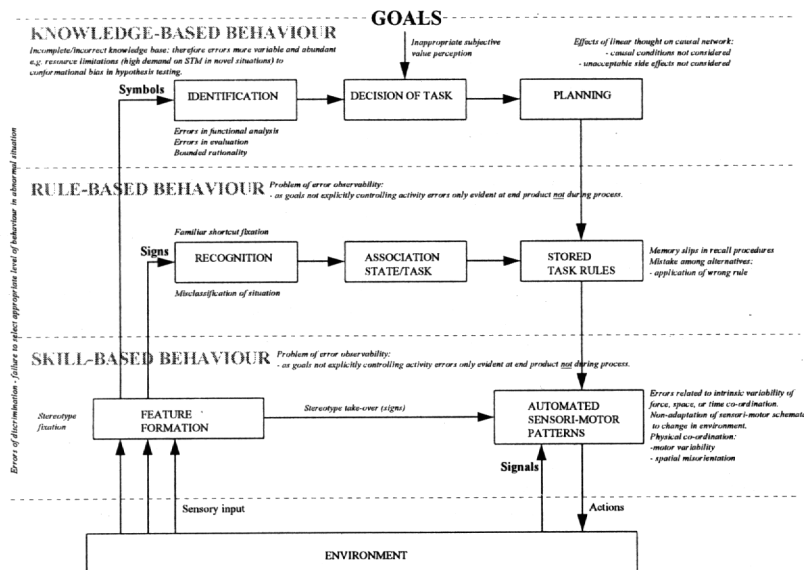 GOALS
KNOWLEDGE-BASED BEHAVIOUR
Incomplete/incorrect knowledge base: therefore errors more variable and abundant
e.g. resource limitations (high demand on STM in novel situations) to
conformational bias in hypothesis testing.
Inappropriate subjective
value perception
Effects of linear thought on causal network:
- causal conditions not considered
- unacceptable side effects not considered
Symbols
IDENTIFICATION
DECISION OF TASK
PLANNING
Errors in functional analysis
Errors in evaluation
Bounded rationality
RULE-BASED BEHAVIOUR
Problem of error observability:
- as goals not explicitly controlling activity errors only evident at end product not during process.
Familiar shortcut fixation
Signs
RECOGNITION
ASSOCIATION
STATE/TASK
STORED
TASK RULES
Memory slips in recall procedures
Mistake among alternatives:
- application of wrong rule
Misclassification of situation
SKILL-BASED BEHAVIOUR
Problem of error observability:
- as goals not explicitly controlling activity errors only evident at end product not during process.
Stereotype
fixation
FEATURE
FORMATION
Stereotype take-over (signs)
AUTOMATED
SENSORI-MOTOR
PATTERNS
Errors related to intrinsic variability of
force, space, or time co-ordination.
Non-adaptation of sensori-motor schemate
to change in environment.
Physical co-ordination:
-motor variability
- spatial misorientation
Signals
Sensory input
Actions
ENVIRONMENT
Errors of discrimination - failure to select appropriate level of behaviour in abnormal situation